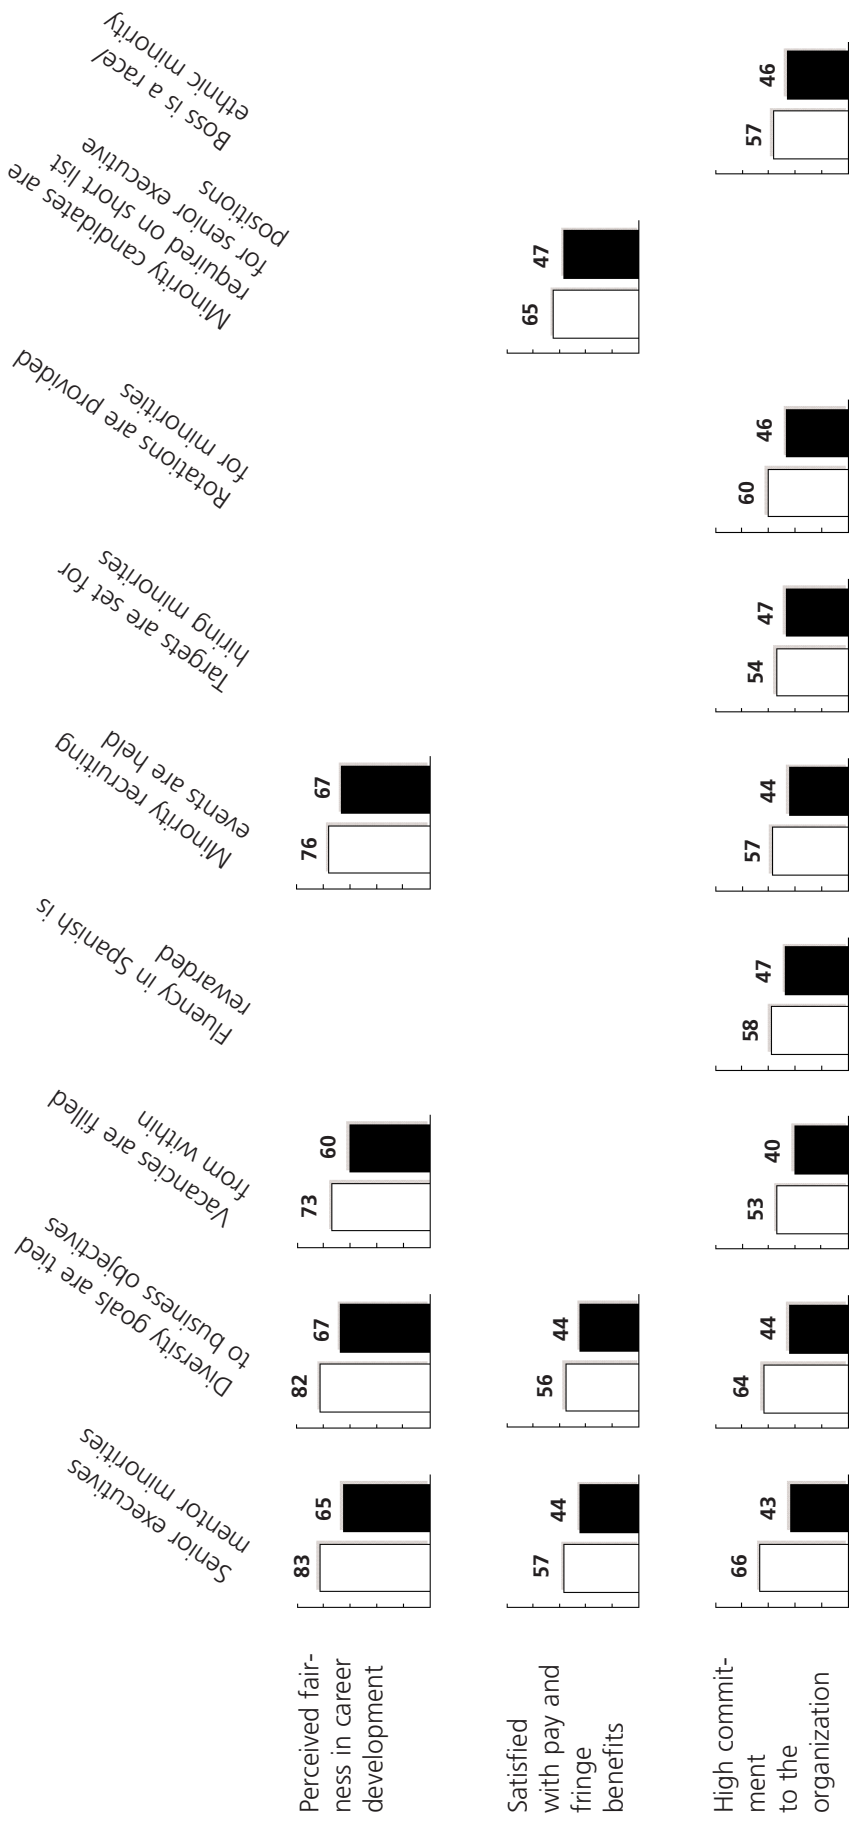 Senior executives
mentor minorities
Diversity goals are tied
to business objectives
Vacancies are filled
from within
Fluency in Spanish is
rewarded
Minority recruiting
events are held
Targets are set for
hiring minorites
Rotations are provided
for minorities
Minority candidates are
required on short list
for senior executive
positions
Boss is a race/
ethnic minority
Perceived fair-
ness in career
development
83 65
82 67
73 60
76 67
Satisfied
with pay and
fringe
benefits
57 44
56 44
65 47
High commit-
ment
to the
organization
66 43
64 44
53 40
58 47
57 44
54 47
60 46
57 46